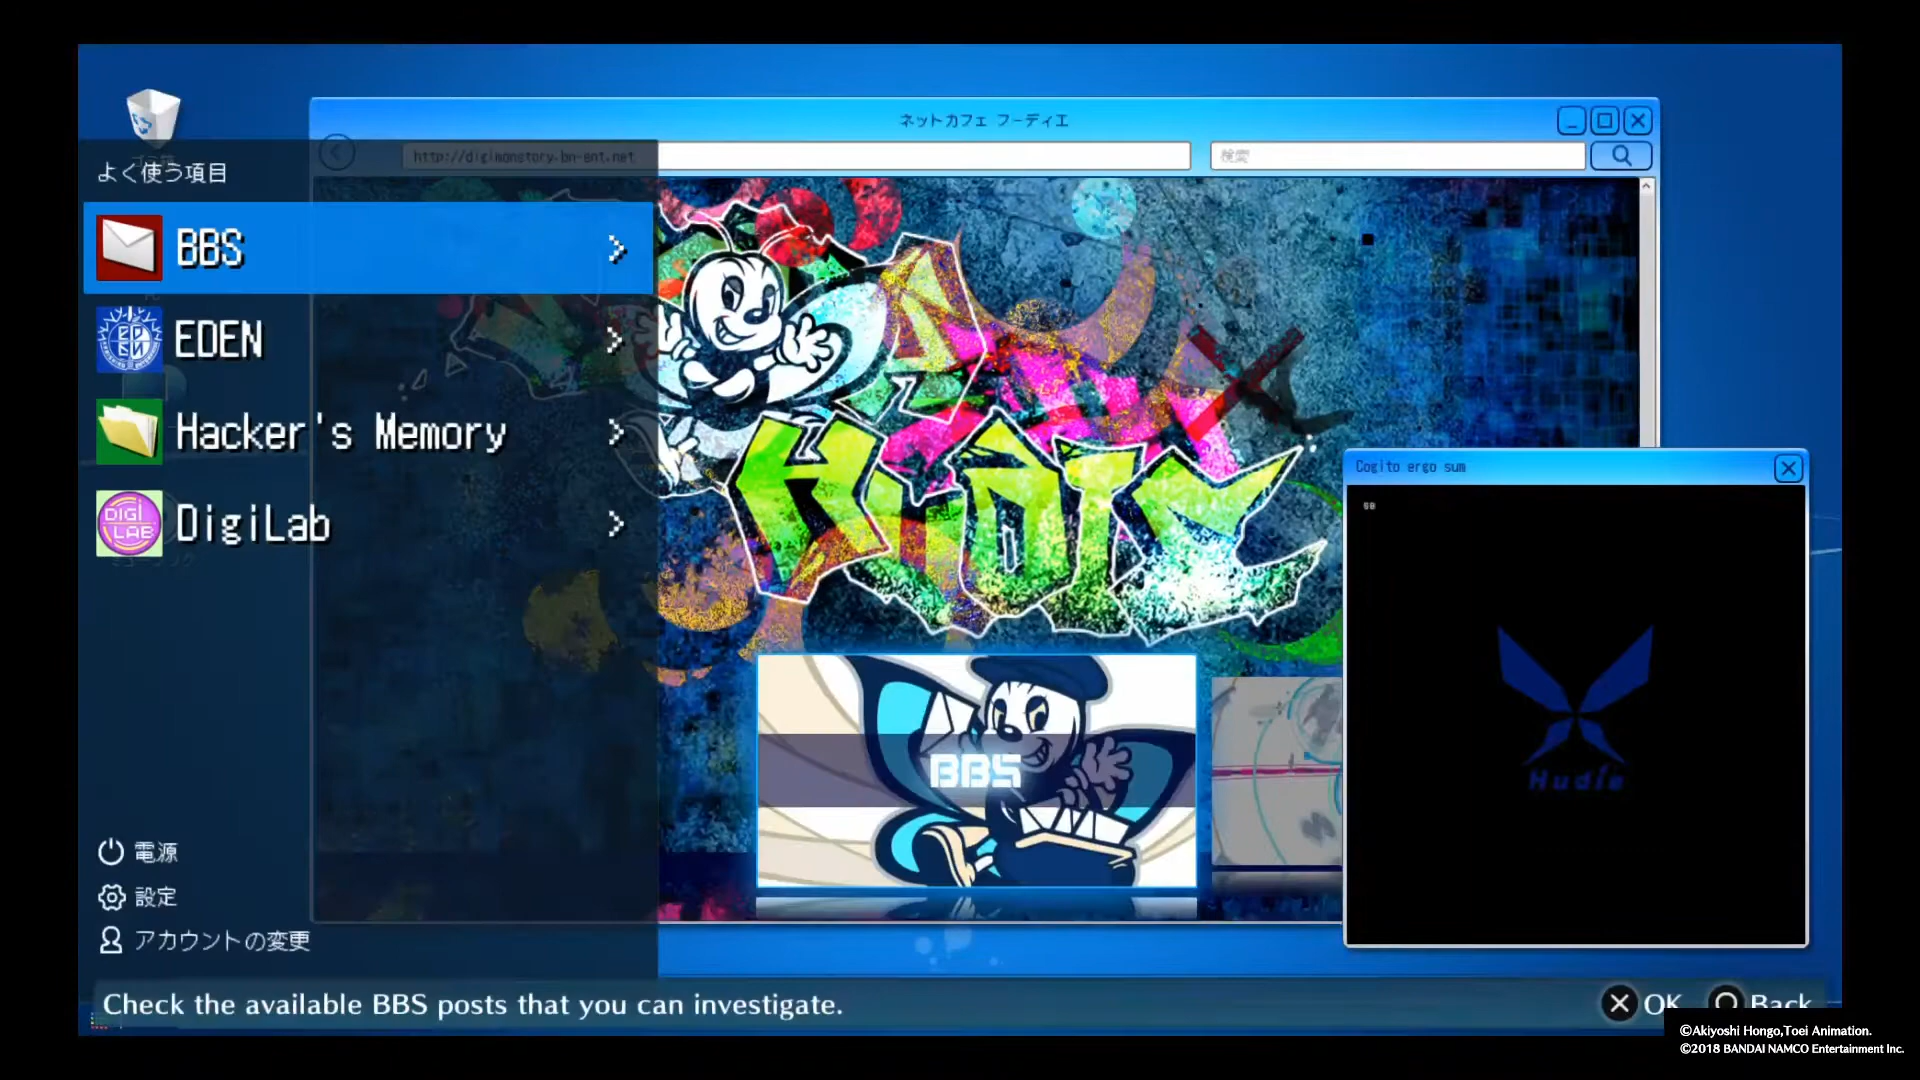 ネットカフェ フーディエ
http://digimonstory.bn-ent.net
検索
よく使う項目
BBS
EDEN
Hacker's Memory
DigiLab
HUDIE
BBS
Cogito ergo sum
Hudie
電源
設定
アカウントの変更
Check the available BBS posts that you can investigate.
OK
Back
©Akiyoshi Hongo,Toei Animation.
©2018 BANDAI NAMCO Entertainment Inc.